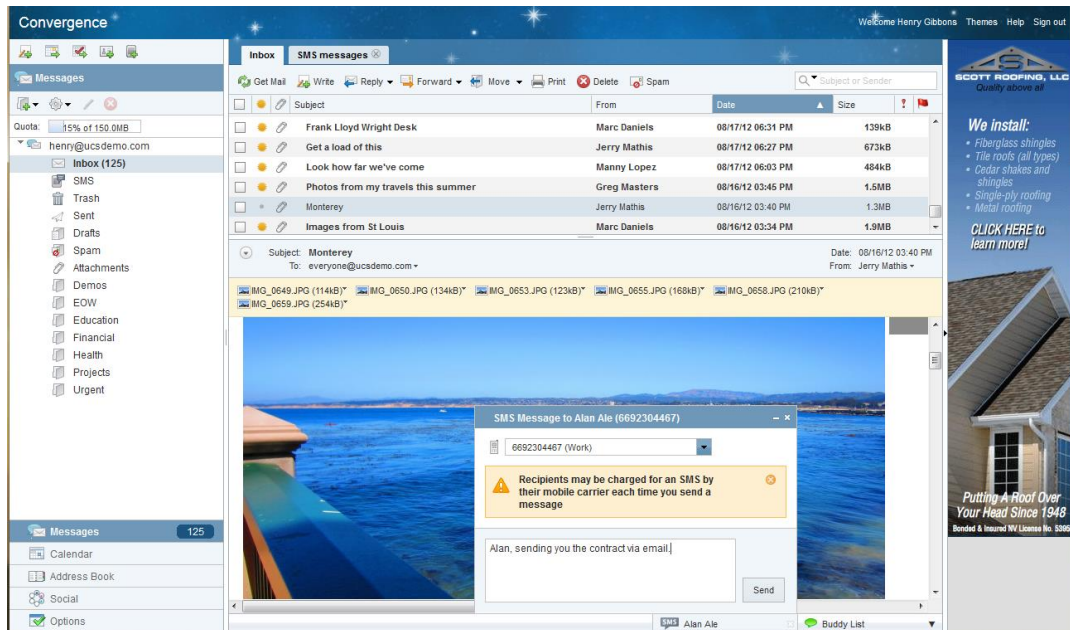 Convergence
Welcome Henry Gibbons Themes Help Sign out
Messages
Quota: 15% of 150.0MB
henry@ucsdemo.com
Inbox (125)
SMS
Trash
Sent
Drafts
Spam
Attachments
Demos
EOW
Education
Financial
Health
Projects
Urgent
Messages 125
Calendar
Address Book
Social
Options
Inbox SMS messages
Get Mail Write Reply Forward Move Print Delete Spam Subject or Sender
Subject From Date Size
Frank Lloyd Wright Desk Marc Daniels 08/17/12 06:31 PM 139kB
Get a load of this Jerry Mathis 08/17/12 06:27 PM 673kB
Look how far we've come Manny Lopez 08/17/12 06:03 PM 484kB
Photos from my travels this summer Greg Masters 08/16/12 03:45 PM 1.5MB
Monterey Jerry Mathis 08/16/12 03:40 PM 1.3MB
Images from St Louis Marc Daniels 08/16/12 03:34 PM 1.9MB
Subject: Monterey Date: 08/16/12 03:40 PM
To: everyone@ucsdemo.com From: Jerry Mathis
IMG_0649.JPG (114kB) IMG_0650.JPG (134kB) IMG_0653.JPG (123kB) IMG_0655.JPG (168kB) IMG_0658.JPG (210kB)
IMG_0659.JPG (254kB)
SMS Message to Alan Ale (6692304467)
6692304467 (Work)
Recipients may be charged for an SMS by
their mobile carrier each time you send a
message
Alan, sending you the contract via email.
Send
SMS Alan Ale Buddy List
SCOTT ROOFING, LLC
Quality above all
We install:
• Fiberglass shingles
• Tile roofs (all types)
• Cedar shakes and
shingles
• Single-ply roofing
• Metal roofing
CLICK HERE to
learn more!
Putting A Roof Over
Your Head Since 1948
Bonded & Insured NV License No. 5395